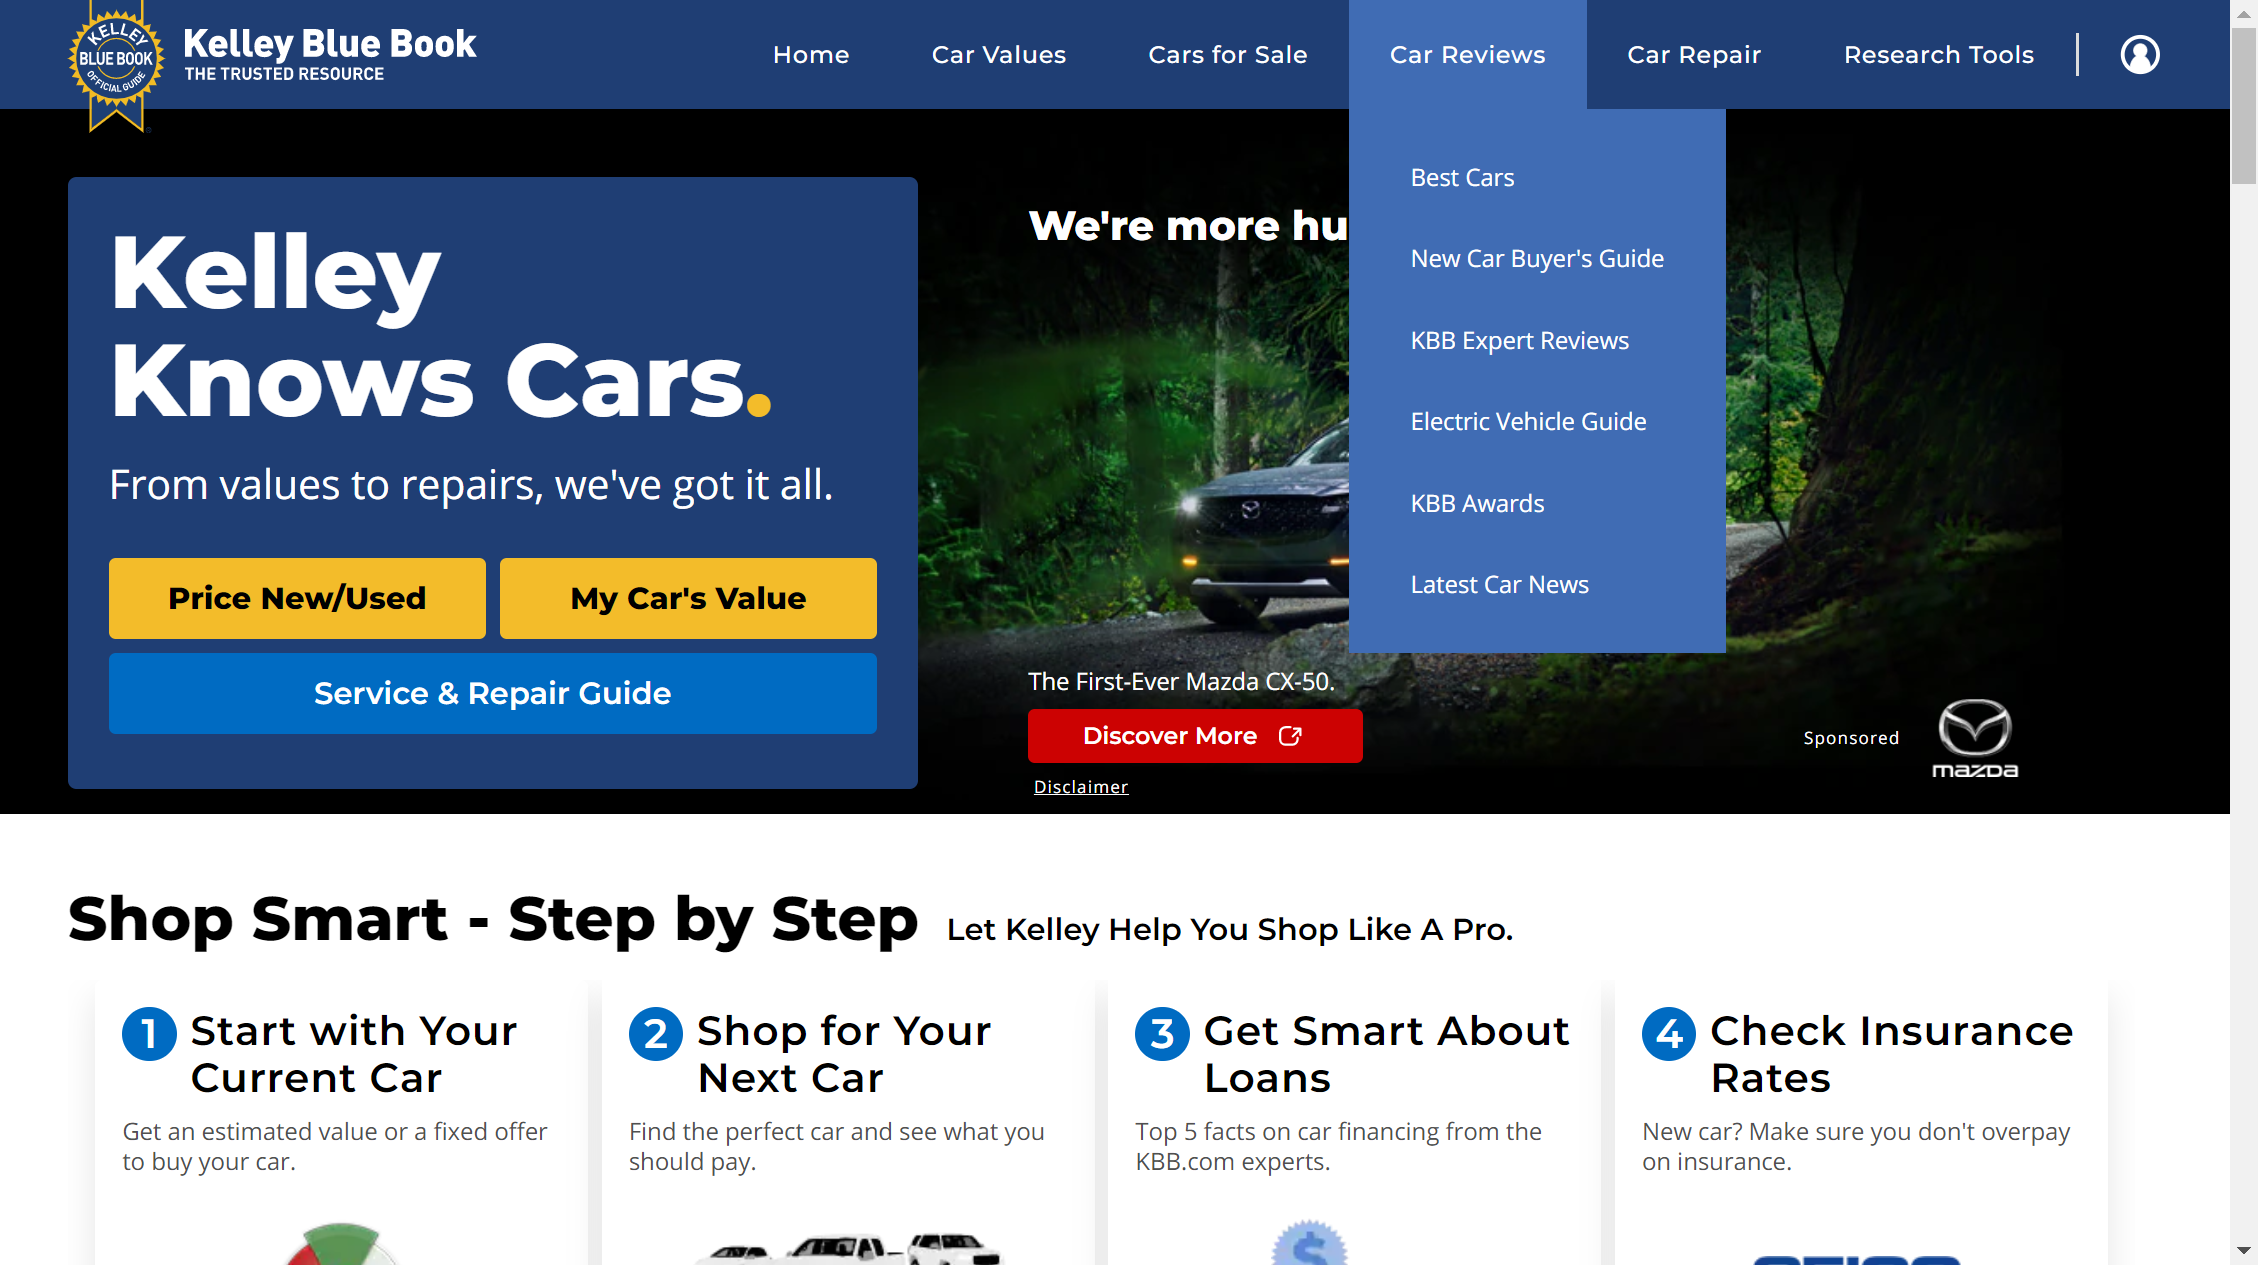 KELLEY
BLUE BOOK
OFFICIAL GUIDE
Kelley Blue Book
THE TRUSTED RESOURCE
Home
Car Values
Cars for Sale
Car Reviews
Car Repair
Research Tools
Best Cars
New Car Buyer's Guide
KBB Expert Reviews
Electric Vehicle Guide
KBB Awards
Latest Car News
Kelley
Knows Cars.
From values to repairs, we've got it all.
Price New/Used
My Car's Value
Service & Repair Guide
We're more hu
The First-Ever Mazda CX-50.
Discover More
Disclaimer
Sponsored
mazda
Shop Smart - Step by Step
Let Kelley Help You Shop Like A Pro.
1 Start with Your
Current Car
Get an estimated value or a fixed offer
to buy your car.
2 Shop for Your
Next Car
Find the perfect car and see what you
should pay.
3 Get Smart About
Loans
Top 5 facts on car financing from the
KBB.com experts.
$
4 Check Insurance
Rates
New car? Make sure you don't overpay
on insurance.